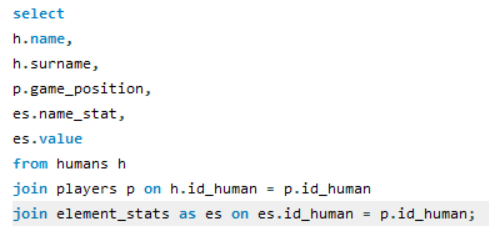 select
h.name,
h.surname,
p.game_position,
es.name_stat,
es.value
from humans h
join players p on h.id_human = p.id_human
join element_stats as es on es.id_human = p.id_human;